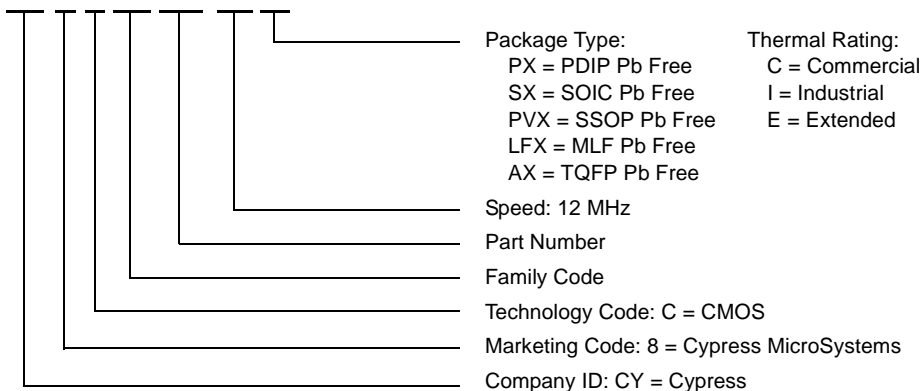 Package Type:
PX = PDIP Pb Free
SX = SOIC Pb Free
PVX = SSOP Pb Free
LFX = MLF Pb Free
AX = TQFP Pb Free
Thermal Rating:
C = Commercial
I = Industrial
E = Extended
Speed: 12 MHz
Part Number
Family Code
Technology Code: C = CMOS
Marketing Code: 8 = Cypress MicroSystems
Company ID: CY = Cypress